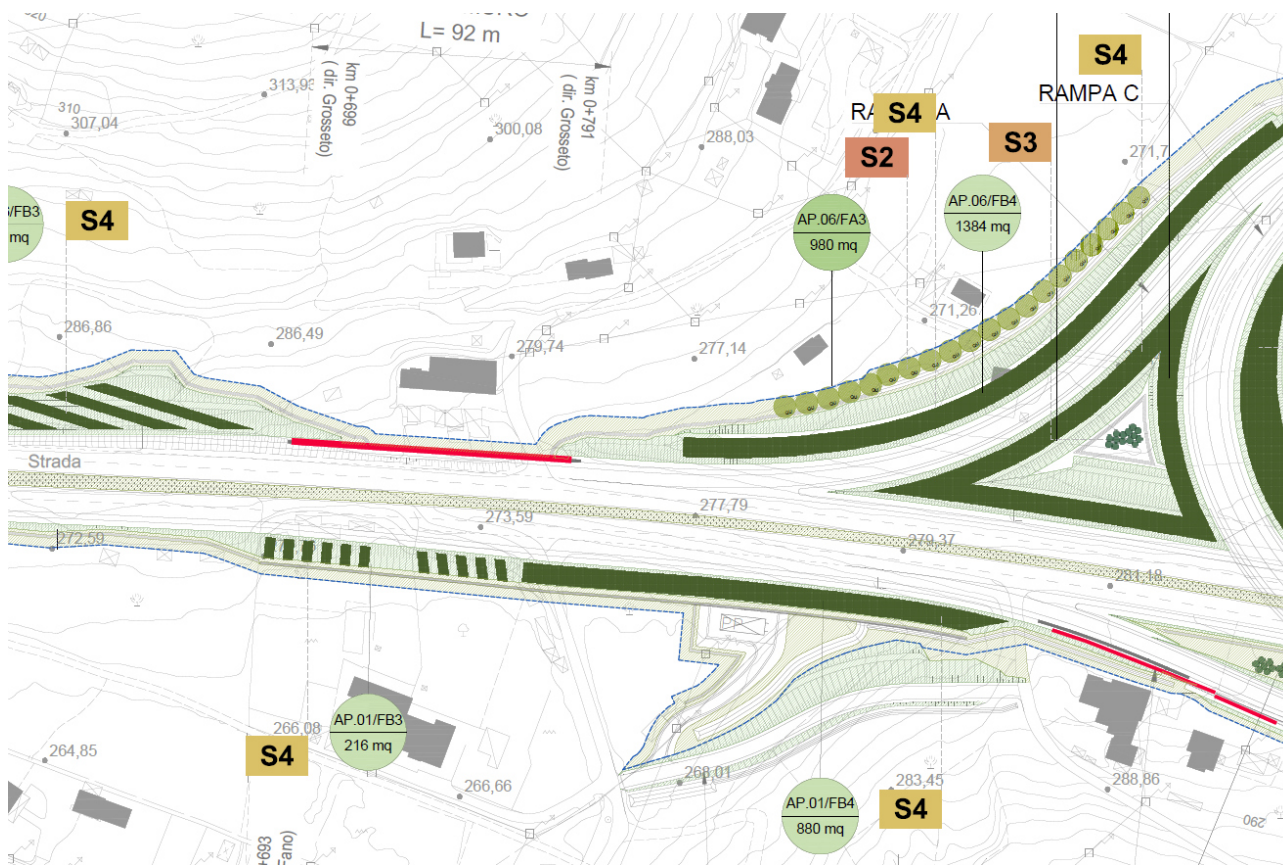 L= 92 m
km 0+699
( dir. Grosseto)
km 0+791
( dir. Grosseto)
313,93
310
307,04
300,08
288,03
S4
RAMPA C
S4
S2
S3
271,7
AP.06/FA3
980 mq
AP.06/FB4
1384 mq
/FB3
mq
S4
286,86
286,49
279,74
277,14
271,26
Strada
272,59
273,59
277,79
279,37
281,18
AP.01/FB3
216 mq
266,08
S4
264,85
266,66
268,01
AP.01/FB4
880 mq
283,45
S4
288,86
290
+693
Fano)